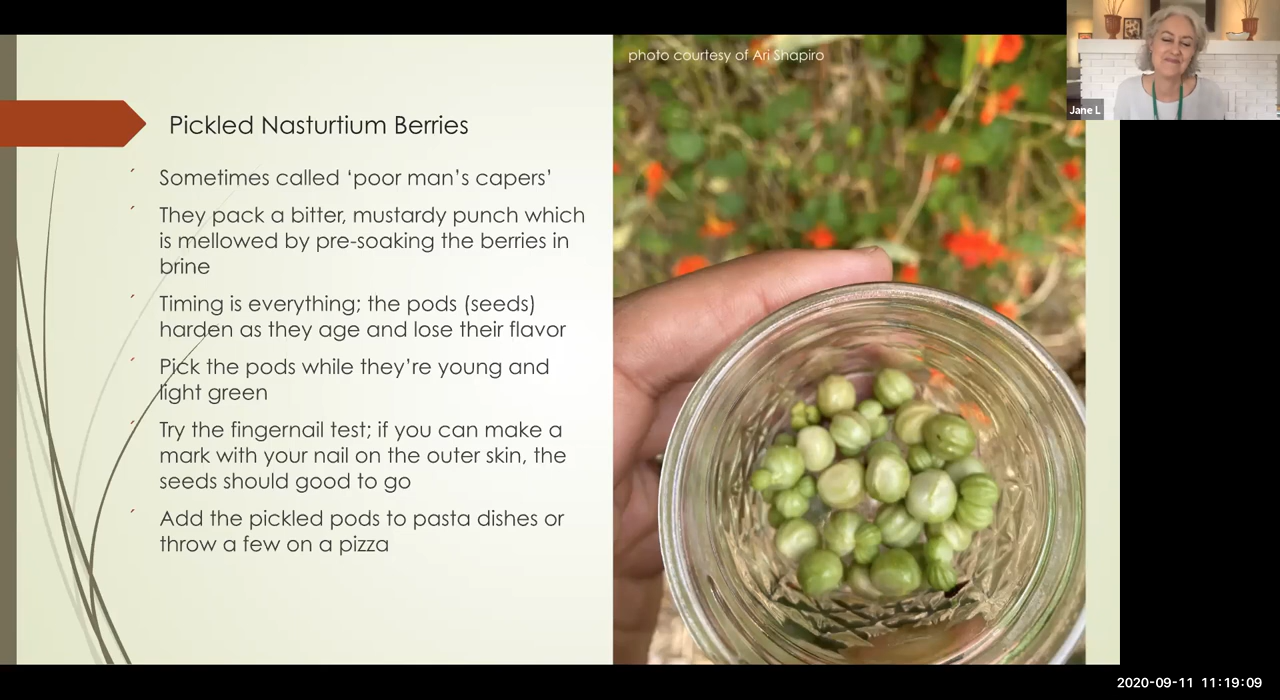 photo courtesy of Ari Shapiro
Jane L
Pickled Nasturtium Berries
Sometimes called ‘poor man’s capers’
They pack a bitter, mustardy punch which
is mellowed by pre-soaking the berries in
brine
Timing is everything; the pods (seeds)
harden as they age and lose their flavor
Pick the pods while they’re young and
light green
Try the fingernail test; if you can make a
mark with your nail on the outer skin, the
seeds should good to go
Add the pickled pods to pasta dishes or
throw a few on a pizza
2020-09-11 11:19:09